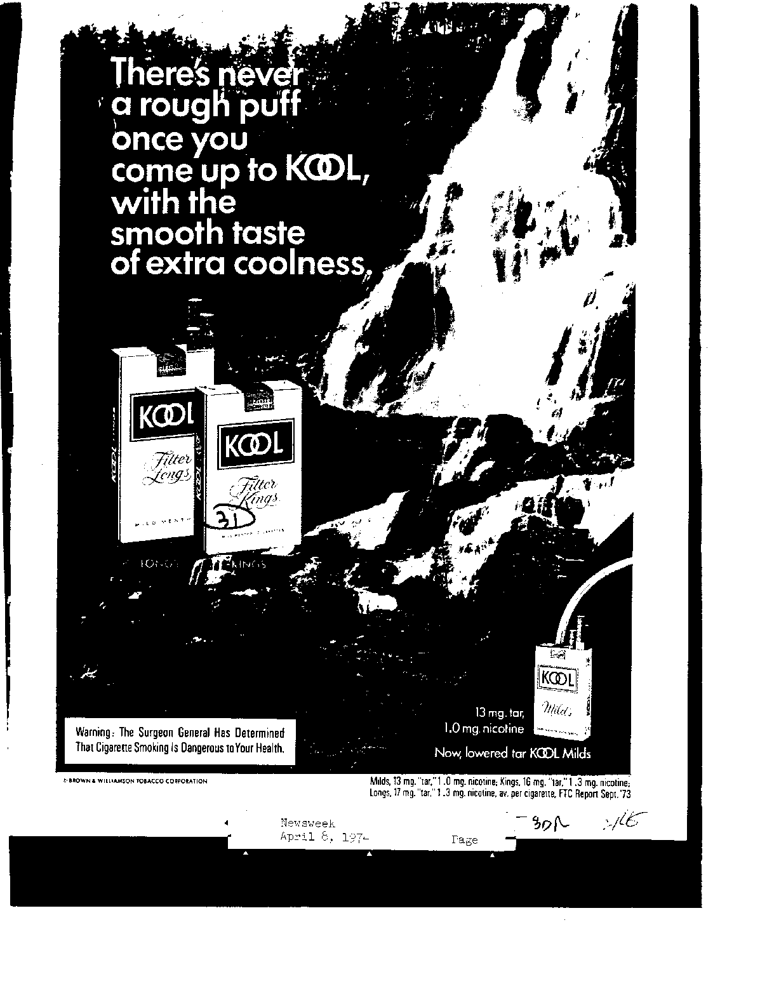 There's never
a rough puff
once you
come up to KOOL,
with the
smooth taste
of extra coolness.
KOOL
Filter
Longs
KOOL
Filter
Kings
31
LONGS
KINGS
KOOL
Milds
13 mg. tar,
1.0 mg. nicotine
Now, lowered tar KOOL Milds
Warning: The Surgeon General Has Determined
That Cigarette Smoking Is Dangerous to Your Health.
© BROWN & WILLIAMSON TOBACCO CORPORATION
Milds, 13 mg. "tar," 1.0 mg. nicotine; Kings, 16 mg. "tar," 1.3 mg. nicotine;
Longs, 17 mg. "tar," 1.3 mg. nicotine, av. per cigarette, FTC Report Sept. '73
Newsweek
April 8, 1974
Page